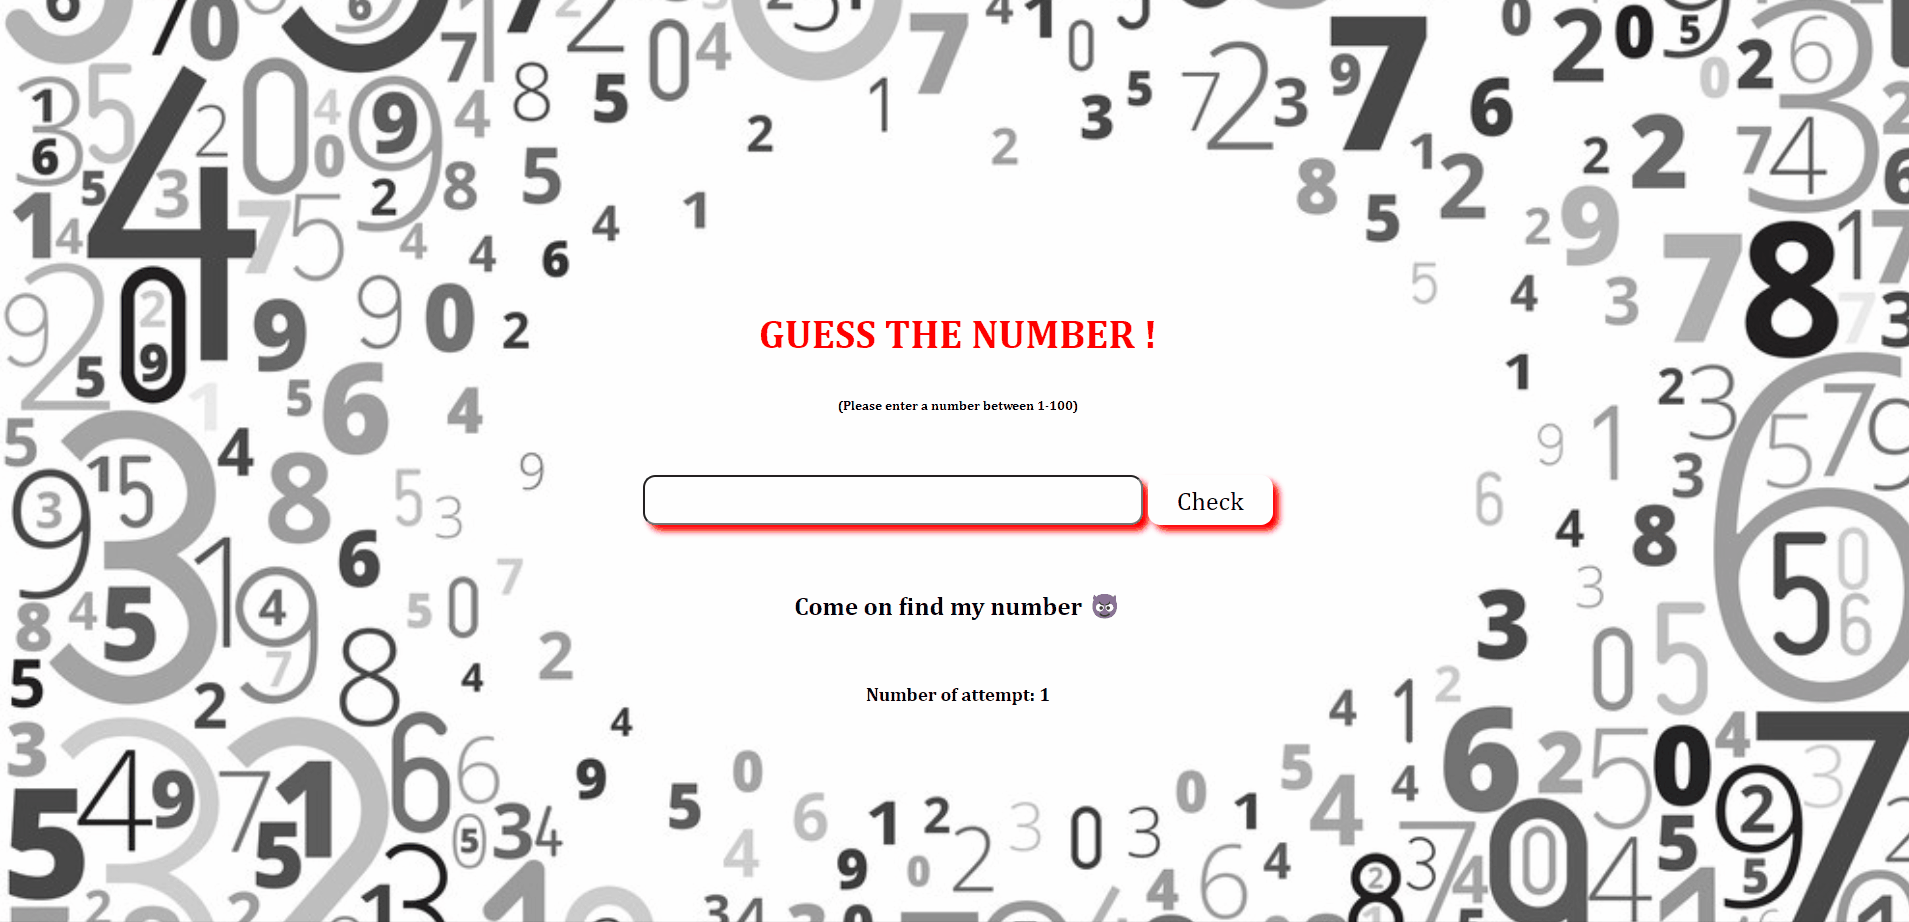 GUESS THE NUMBER !
(Please enter a number between 1-100)
Check
Come on find my number 😈
Number of attempt: 1